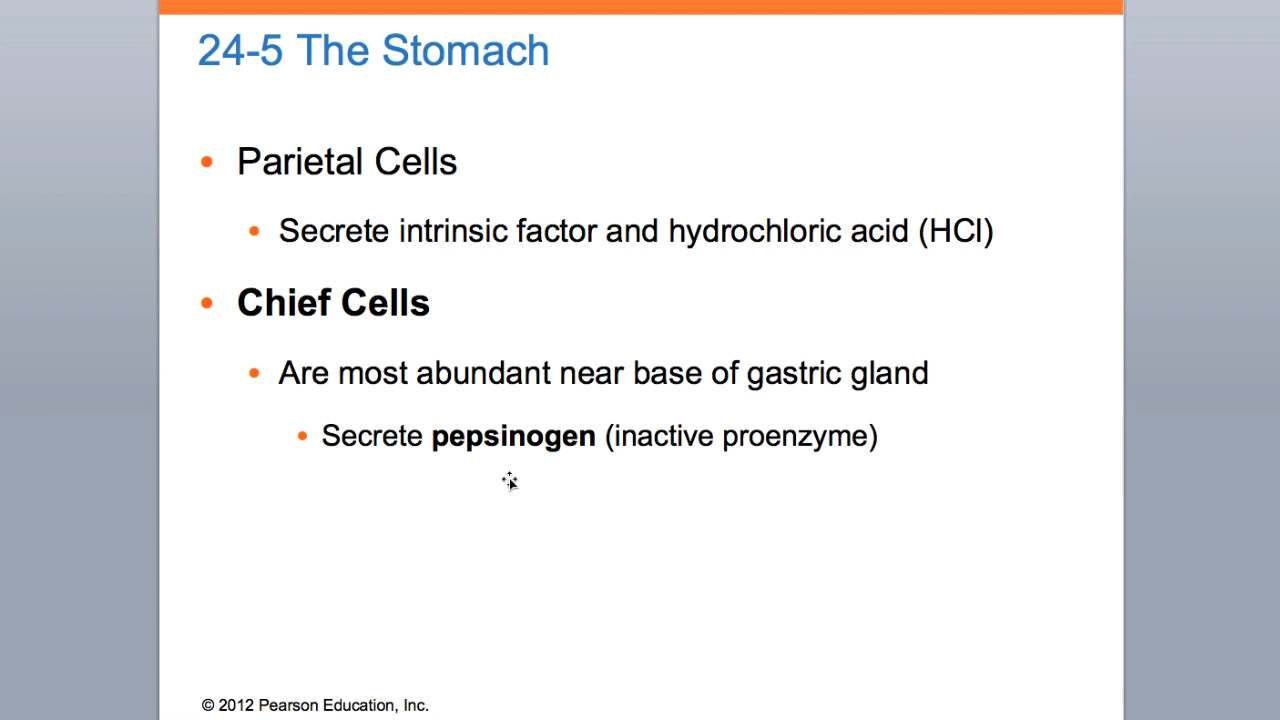 24-5 The Stomach
• Parietal Cells
• Secrete intrinsic factor and hydrochloric acid (HCl)
• Chief Cells
• Are most abundant near base of gastric gland
• Secrete pepsinogen (inactive proenzyme)
© 2012 Pearson Education, Inc.